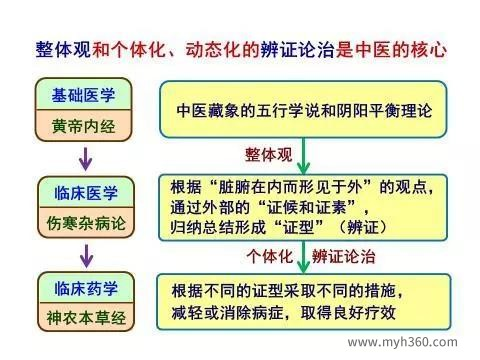 整体观和个体化、动态化的辨证论治是中医的核心
基础医学
黄帝内经
中医藏象的五行学说和阴阳平衡理论
整体观
临床医学
伤寒杂病论
根据“脏腑在内而形见于外”的观点，
通过外部的“证候和证素”，
归纳总结形成“证型”（辨证）
个体化 辨证论治
临床药学
神农本草经
根据不同的证型采取不同的措施，
减轻或消除病症，取得良好疗效
www.myh360.com